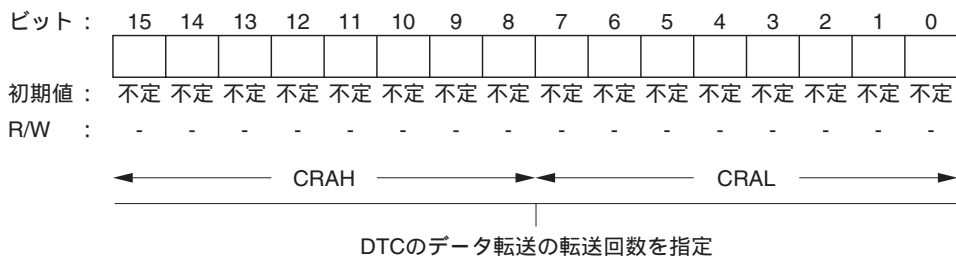 ビット : 15 14 13 12 11 10 9 8 7 6 5 4 3 2 1 0
初期値 : 不定 不定 不定 不定 不定 不定 不定 不定 不定 不定 不定 不定 不定 不定 不定 不定
R/W : - - - - - - - - - - - - - - - -
CRAH CRAL
DTCのデータ転送の転送回数を指定